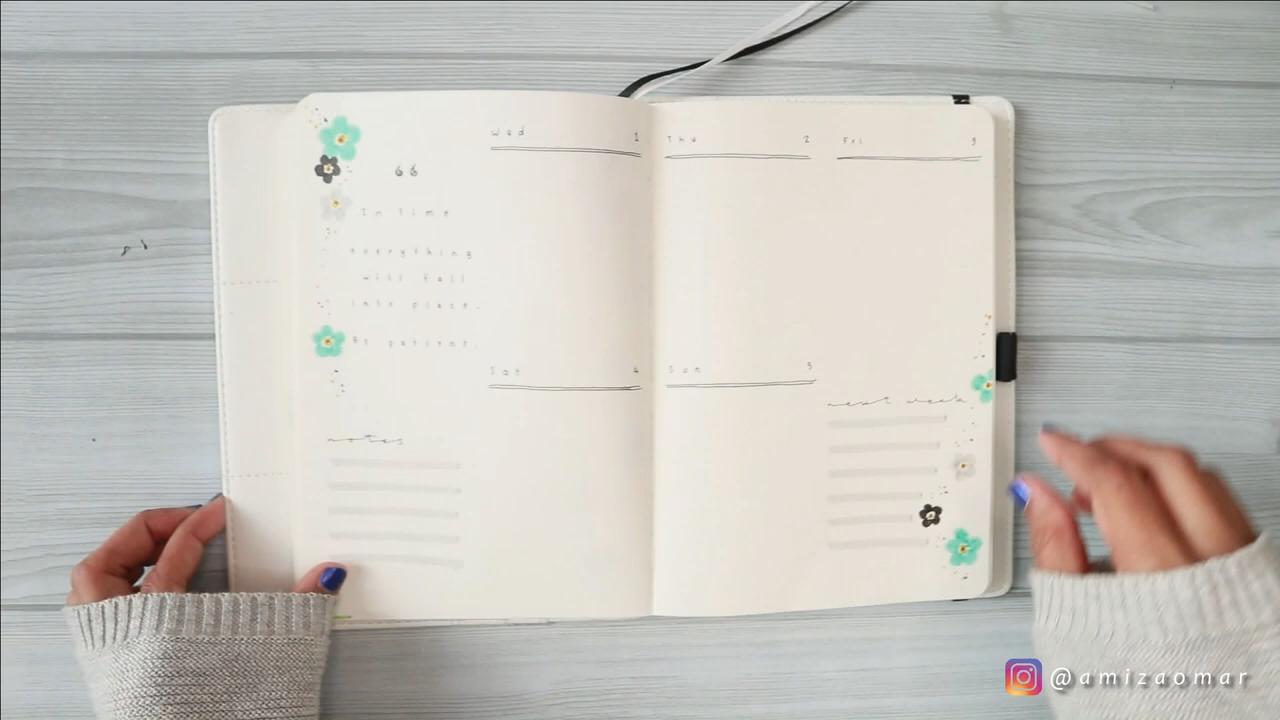 Wed 1
Thu 2
Fri 3
“
In time
everything
will fall
into place.
Be patient.
Sat 4
Sun 5
notes
next week
@amizaomar